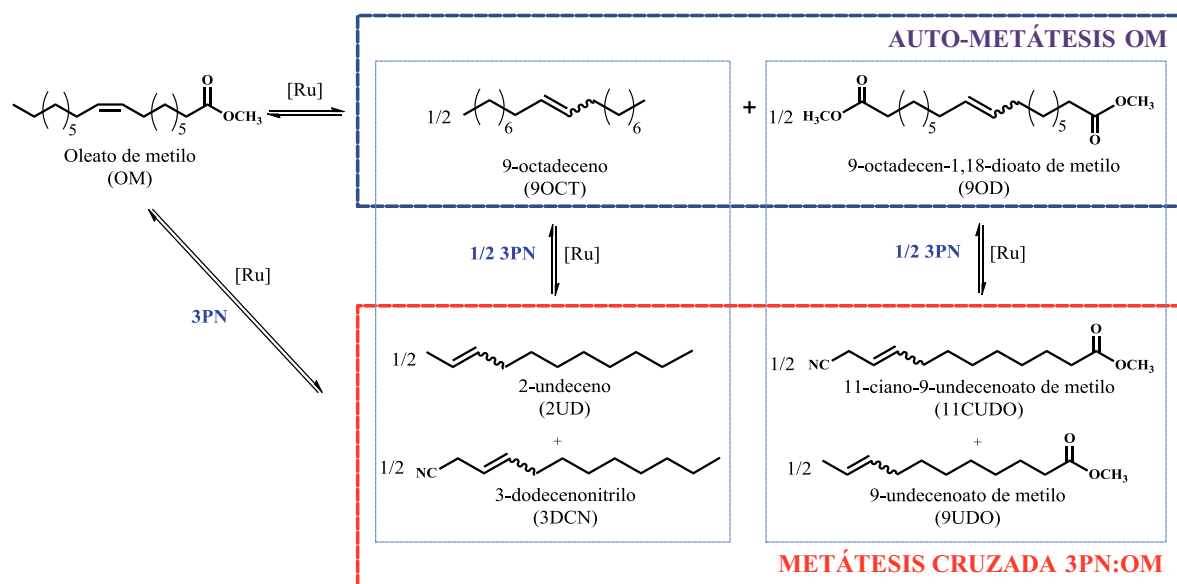 AUTO-METÁTESIS OM
O
OCH₃
5
5
[Ru]
Oleato de metilo
(OM)
1/2
6
6
9-octadeceno
(9OCT)
+
1/2
O
H₃CO
5
5
OCH₃
O
9-octadecen-1,18-dioato de metilo
(9OD)
[Ru]
3PN
1/2 3PN
[Ru]
1/2 3PN
[Ru]
1/2
2-undeceno
(2UD)
+
1/2
NC
3-dodecenonitrilo
(3DCN)
1/2
NC
O
OCH₃
11-ciano-9-undecenoato de metilo
(11CUDO)
+
1/2
O
OCH₃
9-undecenoato de metilo
(9UDO)
METÁTESIS CRUZADA 3PN:OM